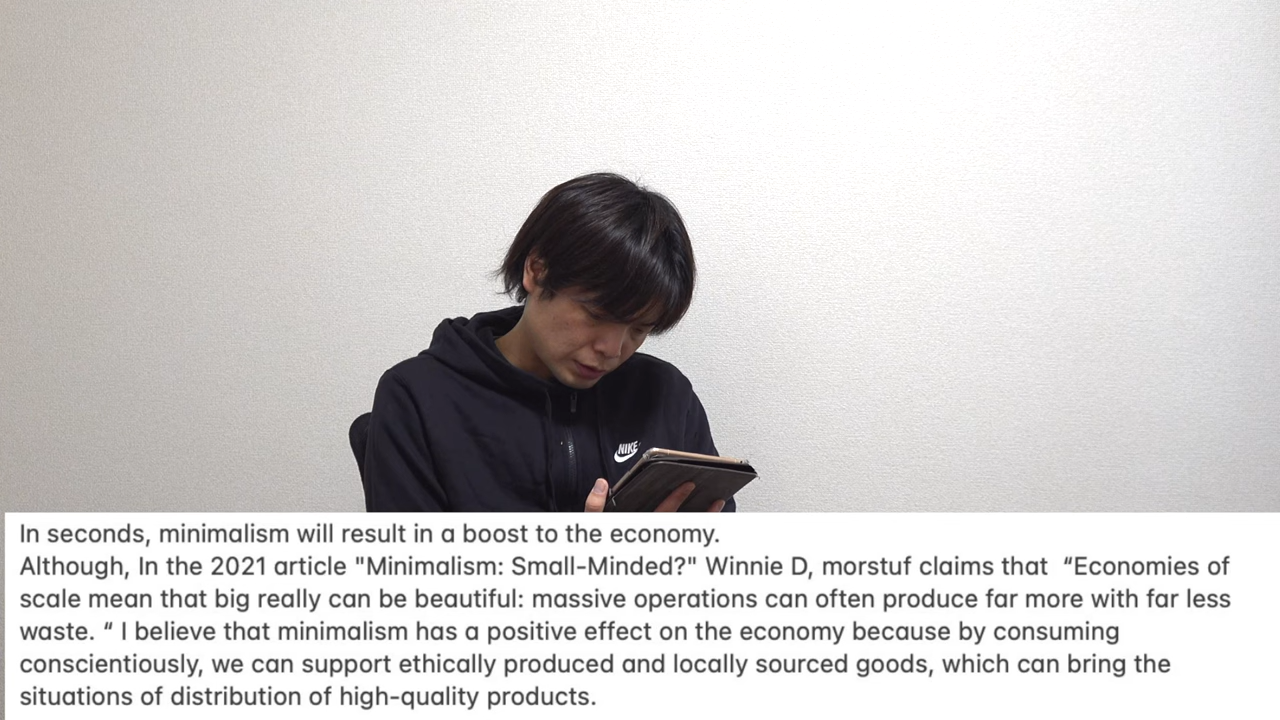 NIKE
In seconds, minimalism will result in a boost to the economy.
Although, In the 2021 article "Minimalism: Small-Minded?" Winnie D, morstuf claims that “Economies of
scale mean that big really can be beautiful: massive operations can often produce far more with far less
waste. “ I believe that minimalism has a positive effect on the economy because by consuming
conscientiously, we can support ethically produced and locally sourced goods, which can bring the
situations of distribution of high-quality products.